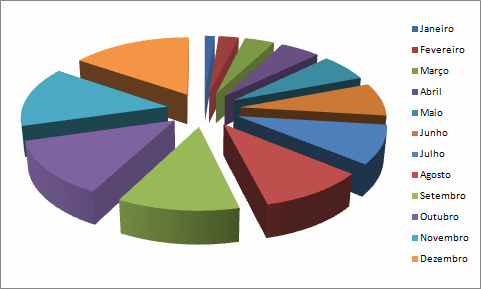 Janeiro
Fevereiro
Março
Abril
Maio
Junho
Julho
Agosto
Setembro
Outubro
Novembro
Dezembro